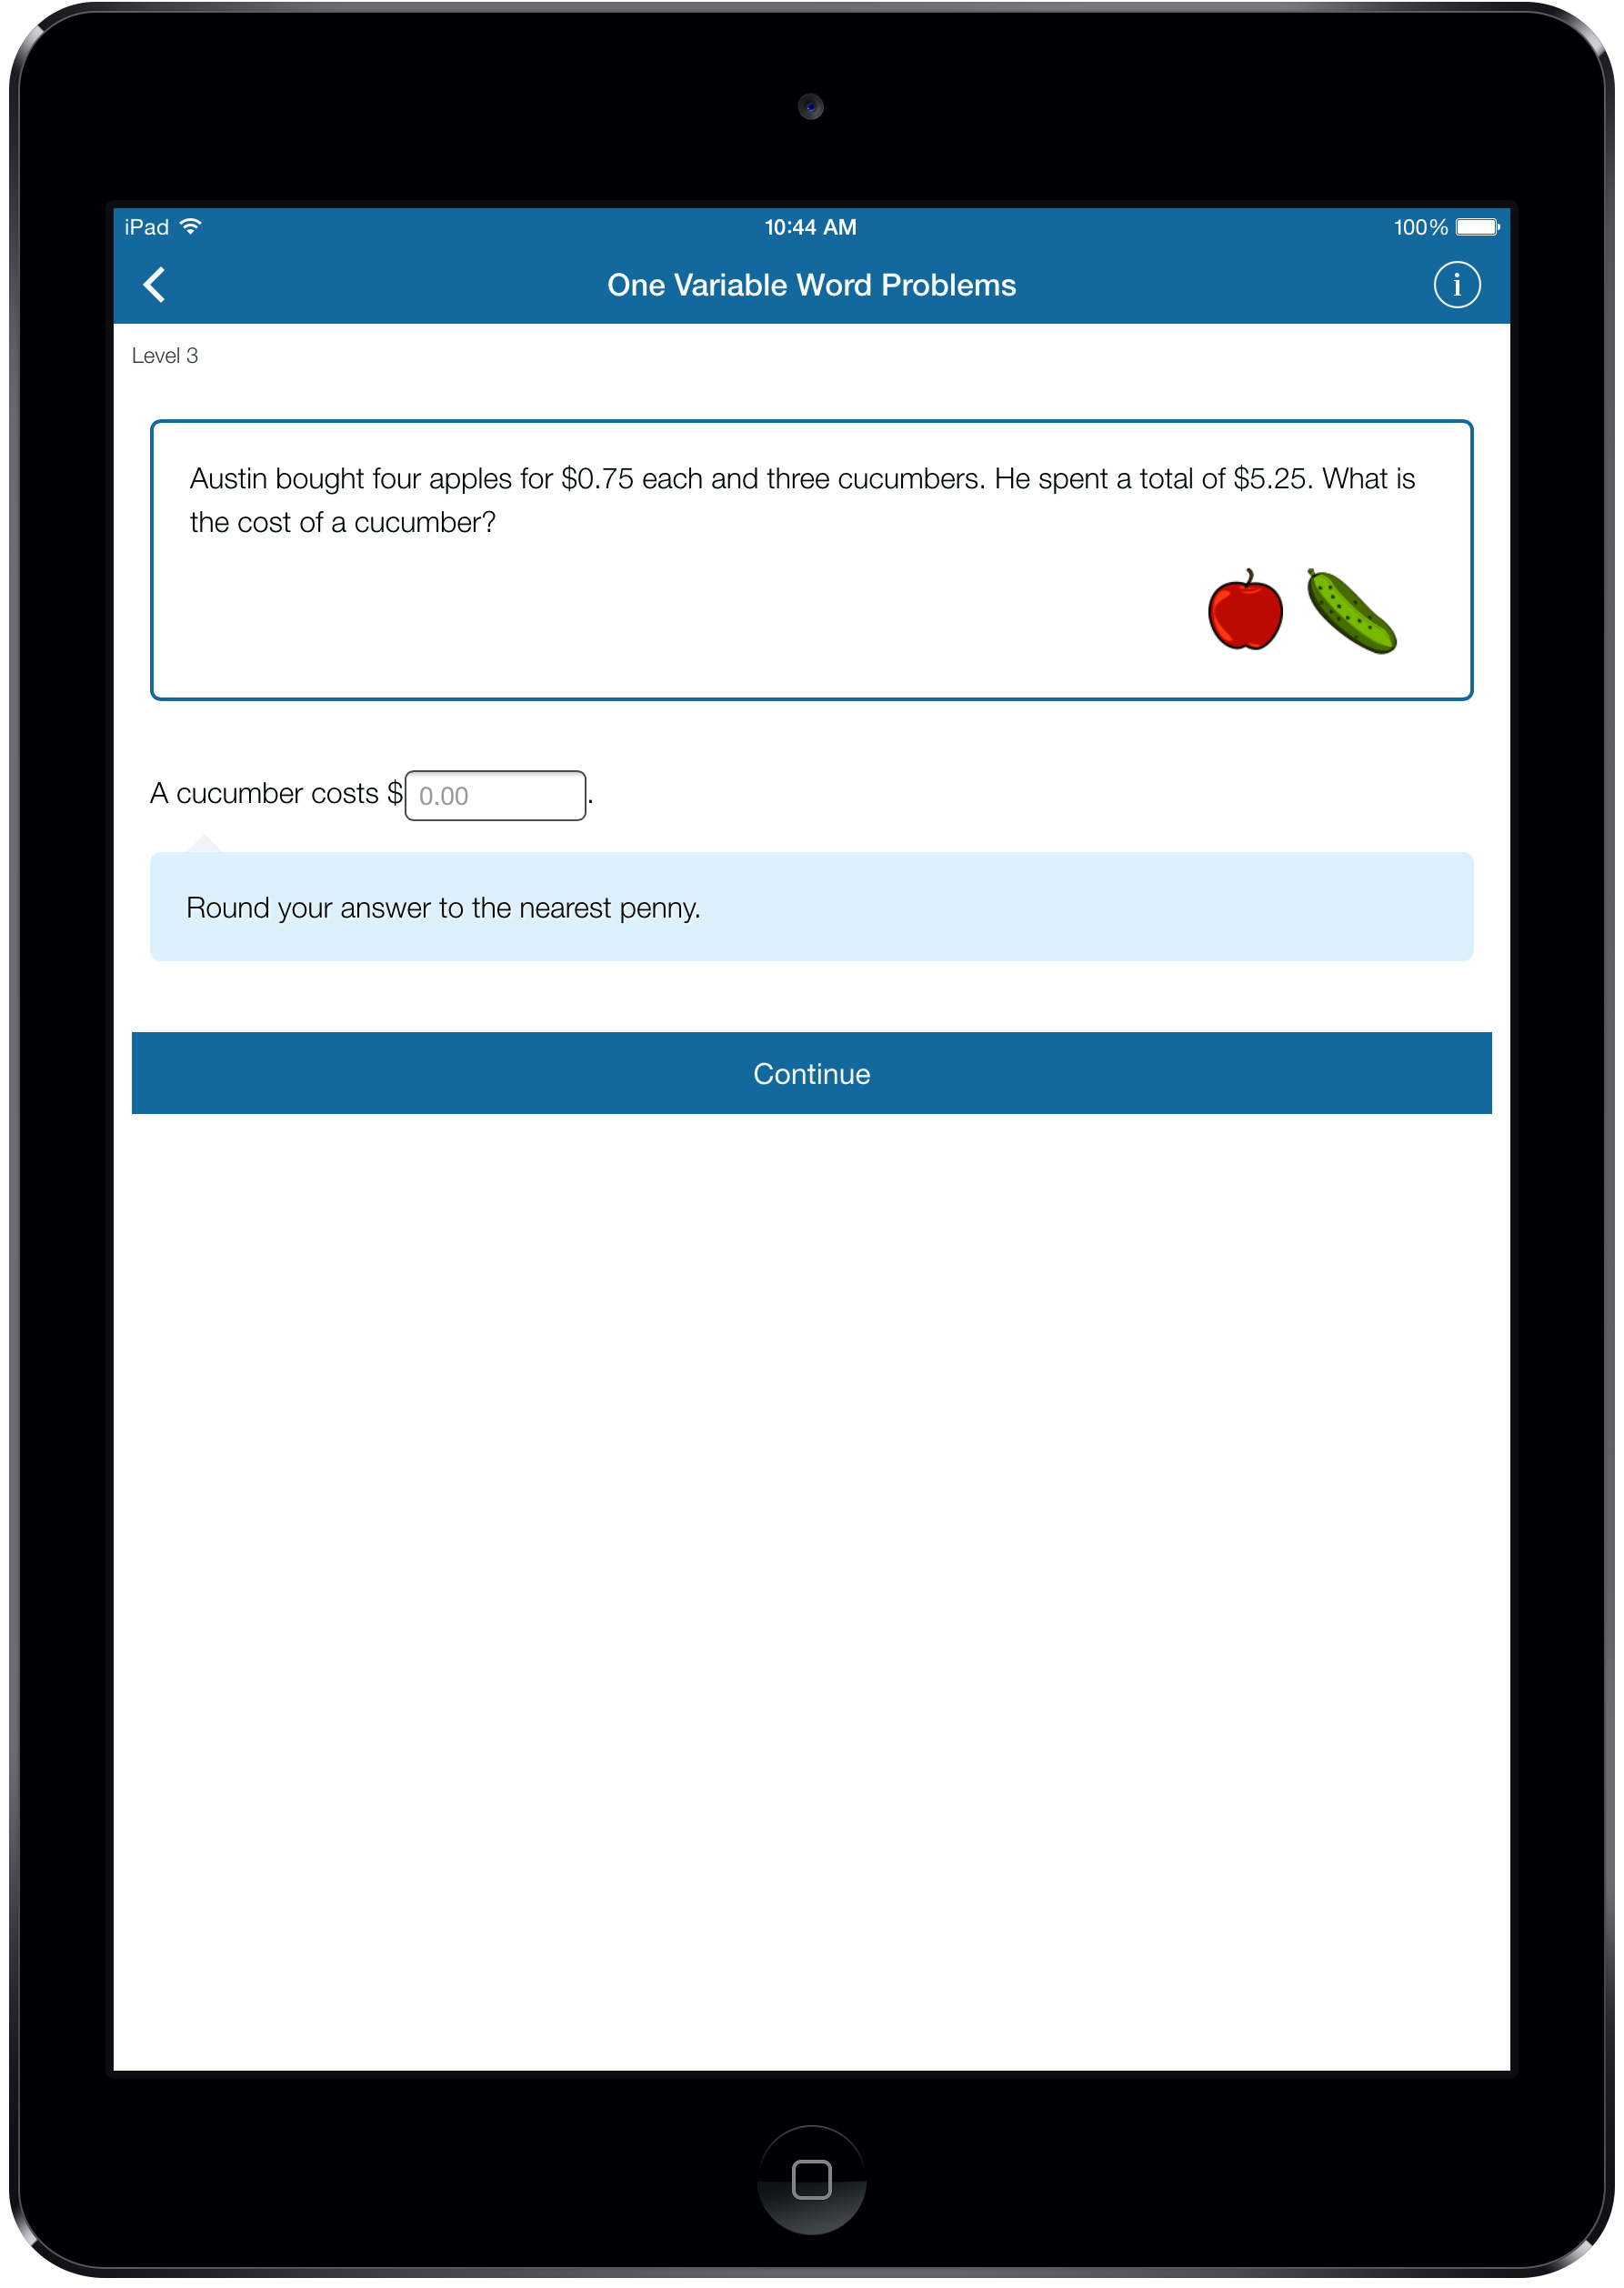 iPad
10:44 AM
100%
One Variable Word Problems
i
Level 3
Austin bought four apples for $0.75 each and three cucumbers. He spent a total of $5.25. What is
the cost of a cucumber?
A cucumber costs $ 0.00 .
Round your answer to the nearest penny.
Continue